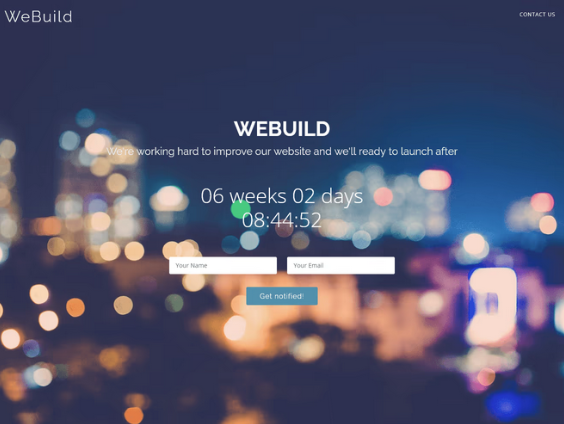 WeBuild
CONTACT US
WEBUILD
We're working hard to improve our website and we'll ready to launch after
06 weeks 02 days
08:44:52
Your Name
Your Email
Get notified!